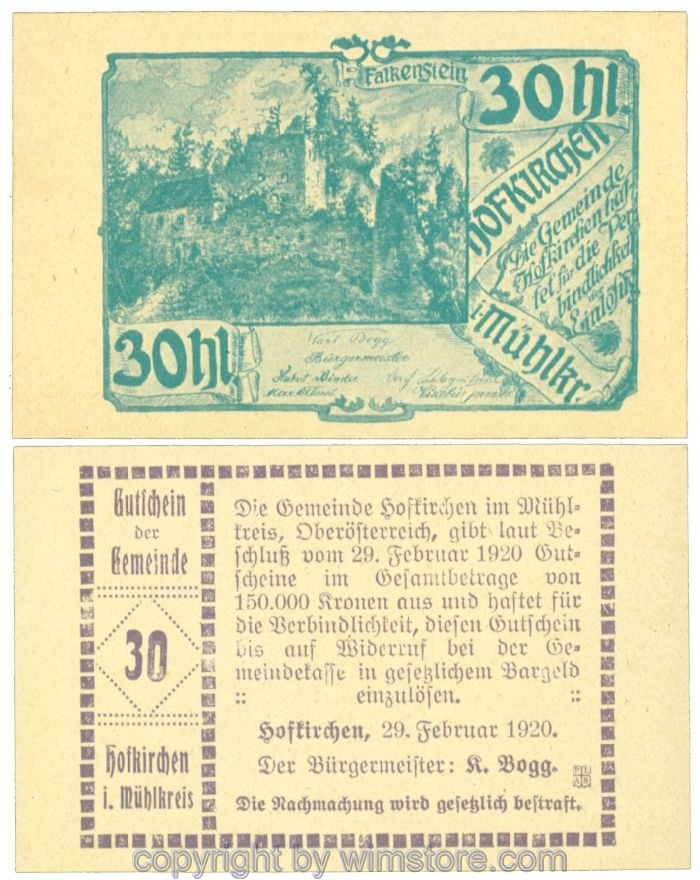 Falkenstein
30 hl.
Hofkirchen
Die Gemeinde
Hofkirchen haf-
tet für die Ver-
bindlichkeit
der
Einlösg.
i. Mühlkr.
30 hl.
Karl Bogg
Bürgermeister
Gutschein
der
Gemeinde
30
Hofkirchen
i. Mühlkreis
Die Gemeinde Hofkirchen im Mühl-
kreis, Oberösterreich, gibt laut Be-
schluß vom 29. Februar 1920 Gut-
scheine im Gesamtbetrage von
150.000 Kronen aus und haftet für
die Verbindlichkeit, diesen Gutschein
bis auf Widerruf bei der Ge-
meindekasse in gesetzlichem Bargeld
:: einzulösen. ::
Hofkirchen, 29. Februar 1920.
Der Bürgermeister: K. Bogg.
Die Nachmachung wird gesetzlich bestraft.
copyright by wimstore.com